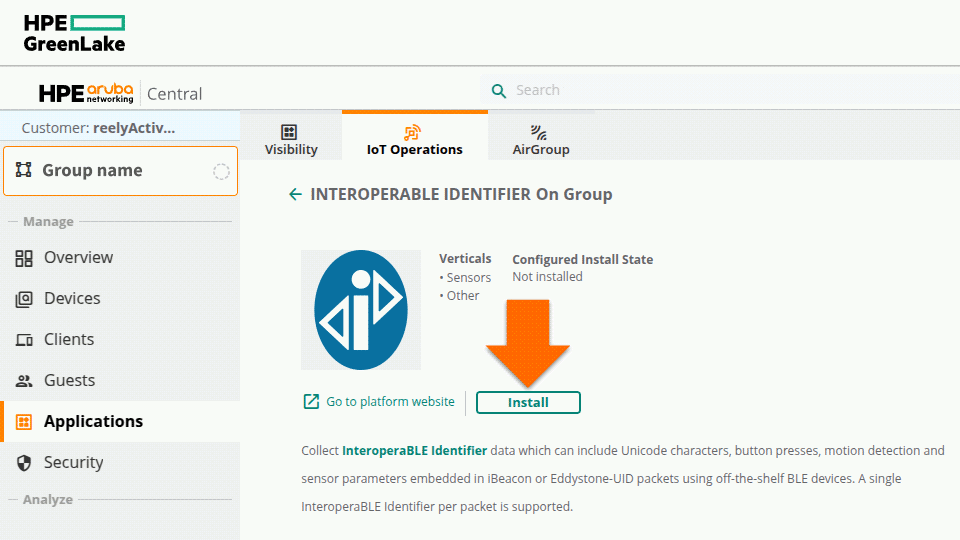 HPE
GreenLake
HPE aruba networking Central
Search
Customer: reelyActiv...
Visibility
IoT Operations
AirGroup
Group name
INTEROPERABLE IDENTIFIER On Group
Manage
Overview
Devices
Clients
Guests
Applications
Security
Analyze
Verticals
• Sensors
• Other
Configured Install State
Not installed
Go to platform website
Install
Collect InteroperaBLE Identifier data which can include Unicode characters, button presses, motion detection and
sensor parameters embedded in iBeacon or Eddystone-UID packets using off-the-shelf BLE devices. A single
InteroperaBLE Identifier per packet is supported.